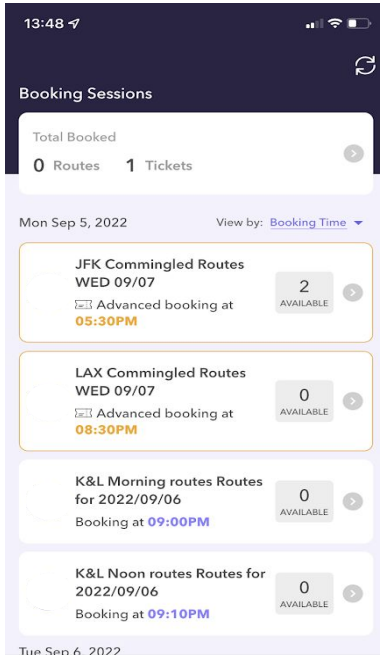 13:48
Booking Sessions
Total Booked
0 Routes 1 Tickets
Mon Sep 5, 2022 View by: Booking Time
JFK Commingled Routes
WED 09/07
Advanced booking at
05:30PM
2
AVAILABLE
LAX Commingled Routes
WED 09/07
Advanced booking at
08:30PM
0
AVAILABLE
K&L Morning routes Routes
for 2022/09/06
Booking at 09:00PM
0
AVAILABLE
K&L Noon routes Routes for
2022/09/06
Booking at 09:10PM
0
AVAILABLE
Tue Sep 6, 2022